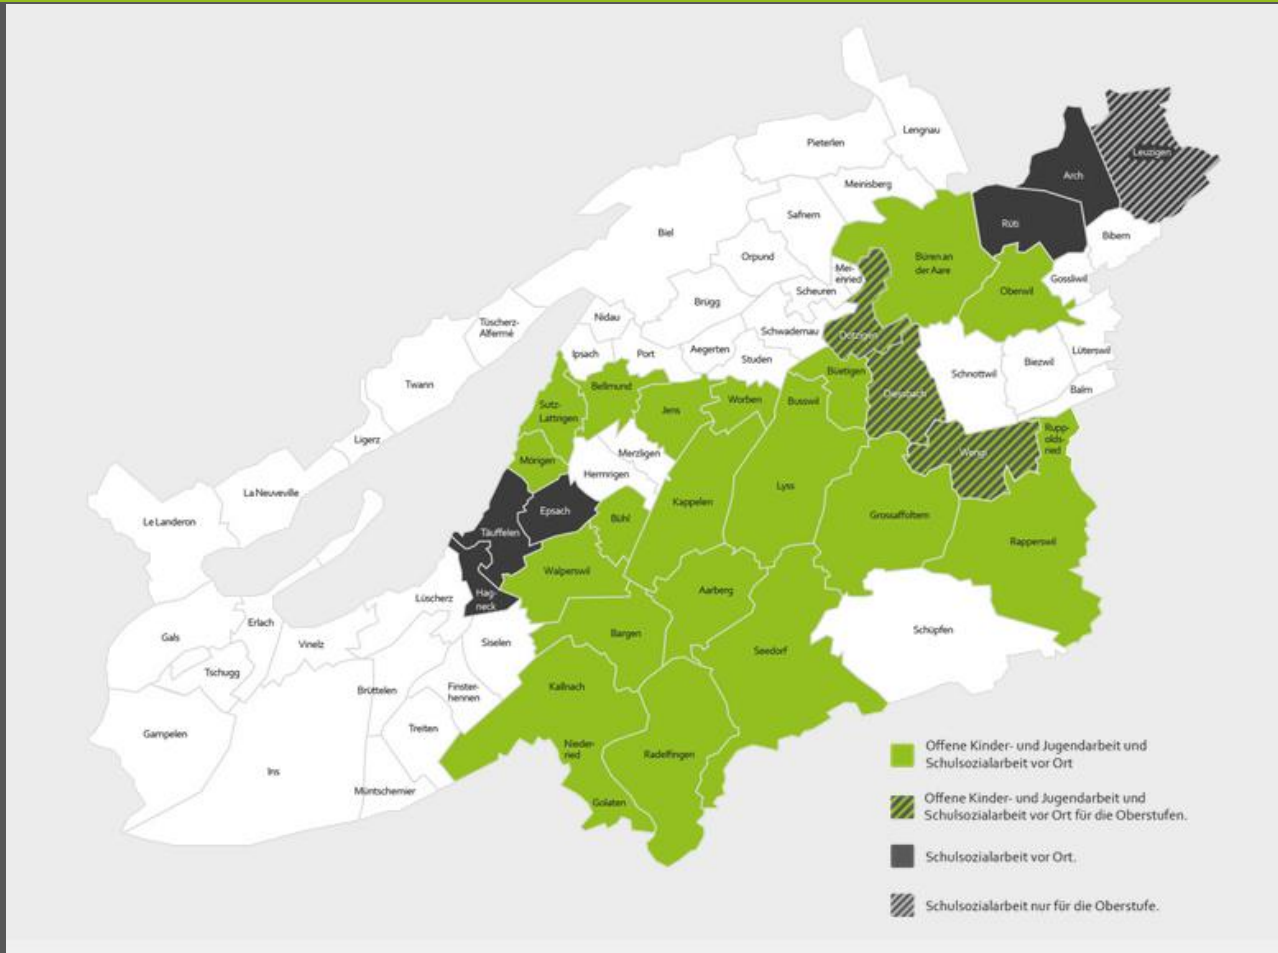 Lengnau
Pieterlen
Leuzigen
Arch
Meinisberg
Safnern
Rüti
Biel
Bibern
Orpund
Büren an
der Aare
Mei-
enried
Gossliwil
Scheuren
Oberwil
Brügg
Nidau
Tüscherz-
Alfermé
Schwadernau
Dotzigen
Aegerten
Lüterswil
Ipsach
Port
Studen
Biezwil
Büetigen
Schnottwil
Twann
Bellmund
Balm
Diessbach
Worben
Busswil
Sutz-
Lattrigen
Jens
Ligerz
Rupp-
olds-
ried
Merzligen
Wengi
Mörigen
Hermrigen
Lyss
La Neuveville
Kappelen
Epsach
Grossaffoltern
Bühl
Le Landeron
Täuffelen
Rapperswil
Walperswil
Aarberg
Hag-
neck
Lüscherz
Erlach
Schüpfen
Bargen
Gals
Siselen
Vinelz
Seedorf
Tschugg
Kallnach
Brüttelen
Finster-
hennen
Treiten
Gampelen
Niede-
ried
Radelfingen
Ins
Müntschemier
Golaten
Offene Kinder- und Jugendarbeit und
Schulsozialarbeit vor Ort
Offene Kinder- und Jugendarbeit und
Schulsozialarbeit vor Ort für die Oberstufen.
Schulsozialarbeit vor Ort.
Schulsozialarbeit nur für die Oberstufe.